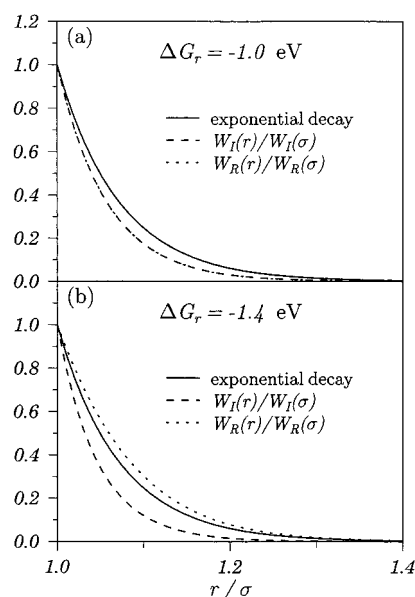 1.2
(a)
ΔG_r = -1.0 eV
1.0
0.8
exponential decay
W_I(r)/W_I(σ)
0.6
W_R(r)/W_R(σ)
0.4
0.2
0.0
(b)
ΔG_r = -1.4 eV
1.0
0.8
exponential decay
W_I(r)/W_I(σ)
0.6
W_R(r)/W_R(σ)
0.4
0.2
0.0
1.0 1.2 1.4
r / σ